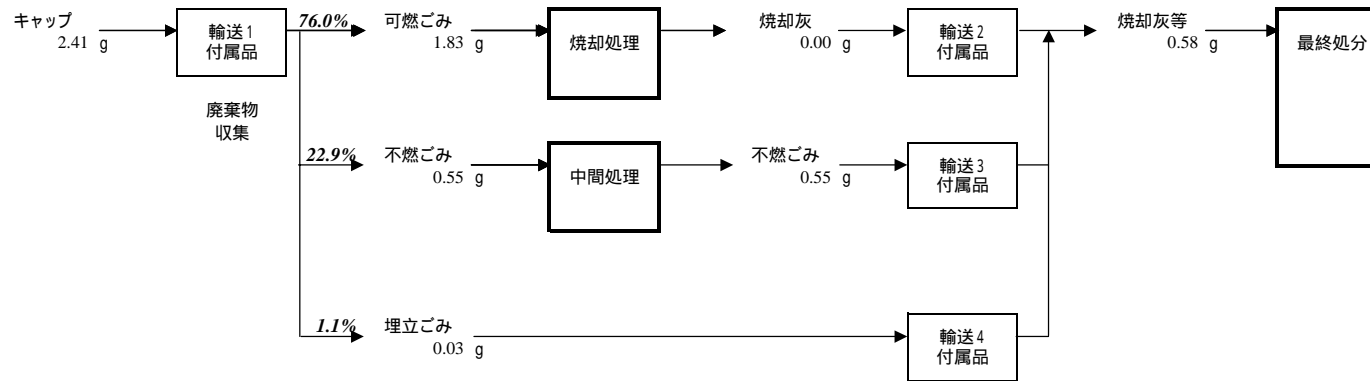 キャップ
2.41 g
輸送1
付属品
76.0%
可燃ごみ
1.83 g
焼却処理
焼却灰
0.00 g
輸送2
付属品
焼却灰等
0.58 g
最終処分
廃棄物
収集
22.9%
不燃ごみ
0.55 g
中間処理
不燃ごみ
0.55 g
輸送3
付属品
1.1%
埋立ごみ
0.03 g
輸送4
付属品